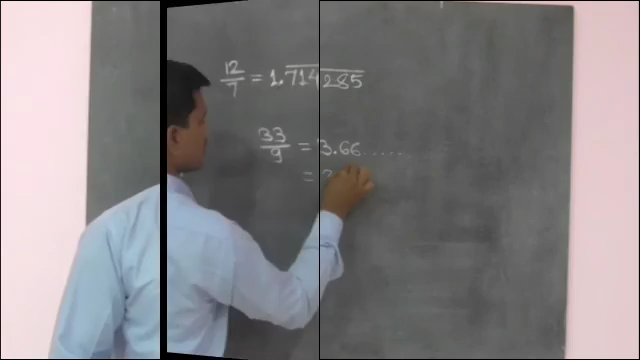 12/7 = 1.714285
33/9 = 3.66......
=